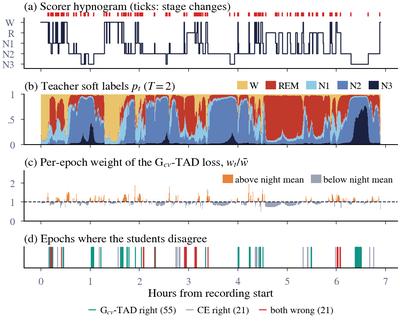 (a) Scorer hypnogram (ticks: stage changes)
W
R
N1
N2
N3
(b) Teacher soft labels pₜ (T = 2)
W REM N1 N2 N3
1
.5
0
(c) Per-epoch weight of the G_cv-TAD loss, wₜ/w̄
above night mean below night mean
2
1
0
(d) Epochs where the students disagree
0 1 2 3 4 5 6 7
Hours from recording start
G_cv-TAD right (55) CE right (21) both wrong (21)